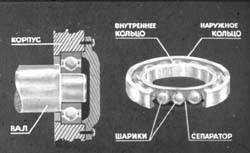 КОРПУС
ВАЛ
ВНУТРЕННЕЕ
КОЛЬЦО
НАРУЖНОЕ
КОЛЬЦО
ШАРИКИ
СЕПАРАТОР